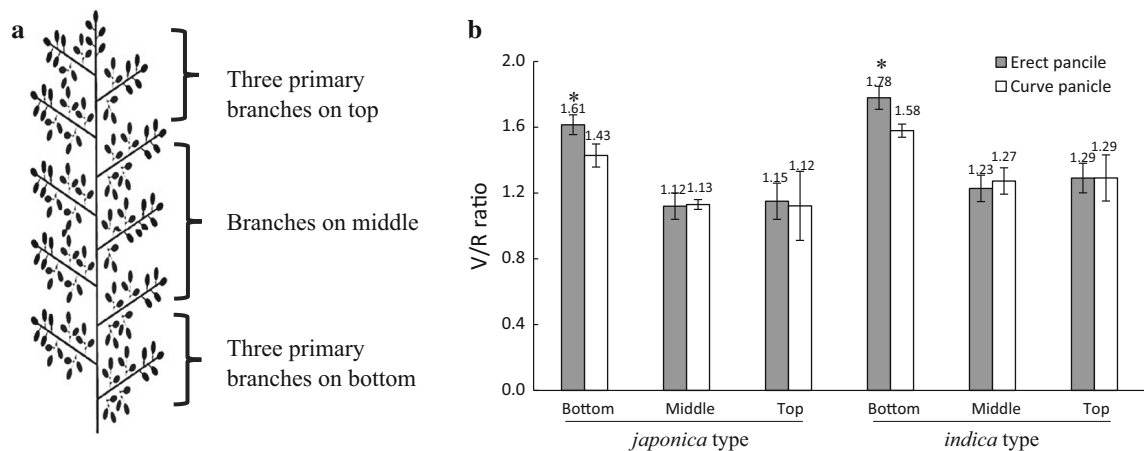 a
Three primary
branches on top
Branches on middle
Three primary
branches on bottom
b
V/R ratio
2.0
1.6
1.2
0.8
0.4
0.0
Erect pancile
Curve panicle
*
1.61
1.43
1.12
1.13
1.15
1.12
*
1.78
1.58
1.23
1.27
1.29
1.29
Bottom Middle Top Bottom Middle Top
japonica type indica type